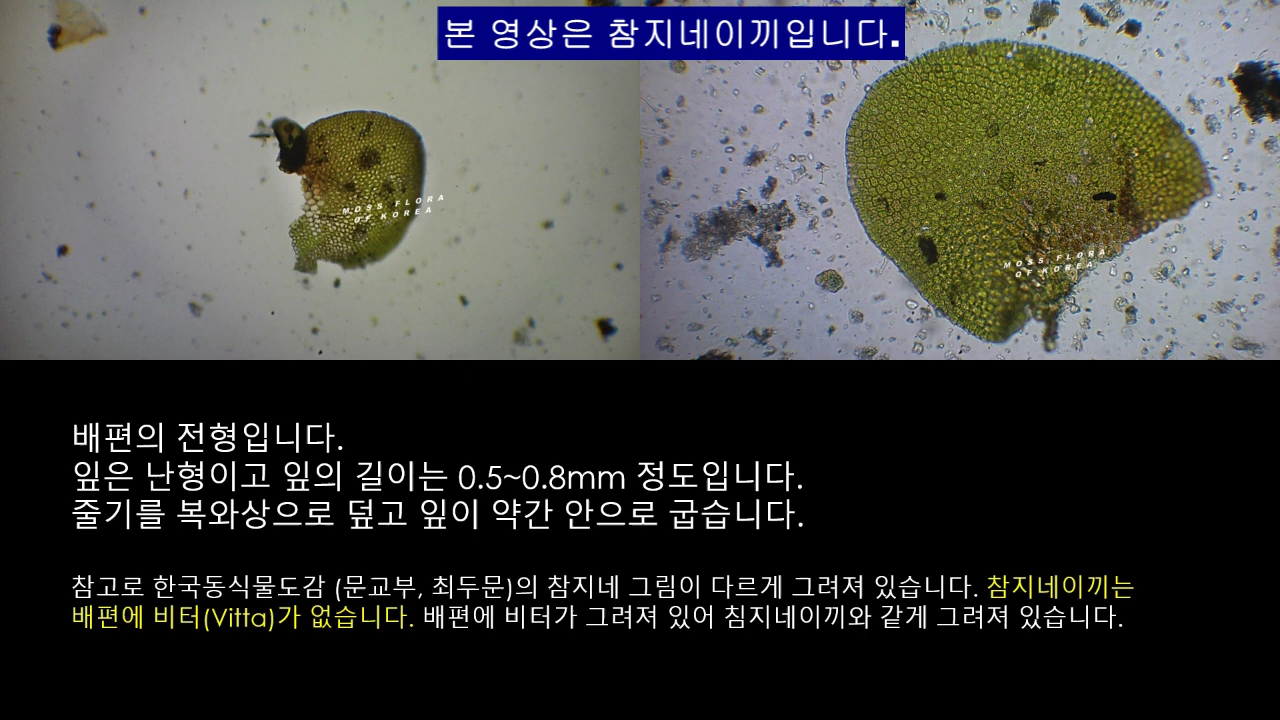 본 영상은 참지네이끼입니다.
MOSS FLORA
OF KOREA
MOSS FLORA
OF KOREA
배편의 전형입니다.
잎은 난형이고 잎의 길이는 0.5~0.8mm 정도입니다.
줄기를 복와상으로 덮고 잎이 약간 안으로 굽습니다.
참고로 한국동식물도감 (문교부, 최두문)의 참지네 그림이 다르게 그려져 있습니다. 참지네이끼는
배편에 비터(Vitta)가 없습니다. 배편에 비터가 그려져 있어 침지네이끼와 같게 그려져 있습니다.